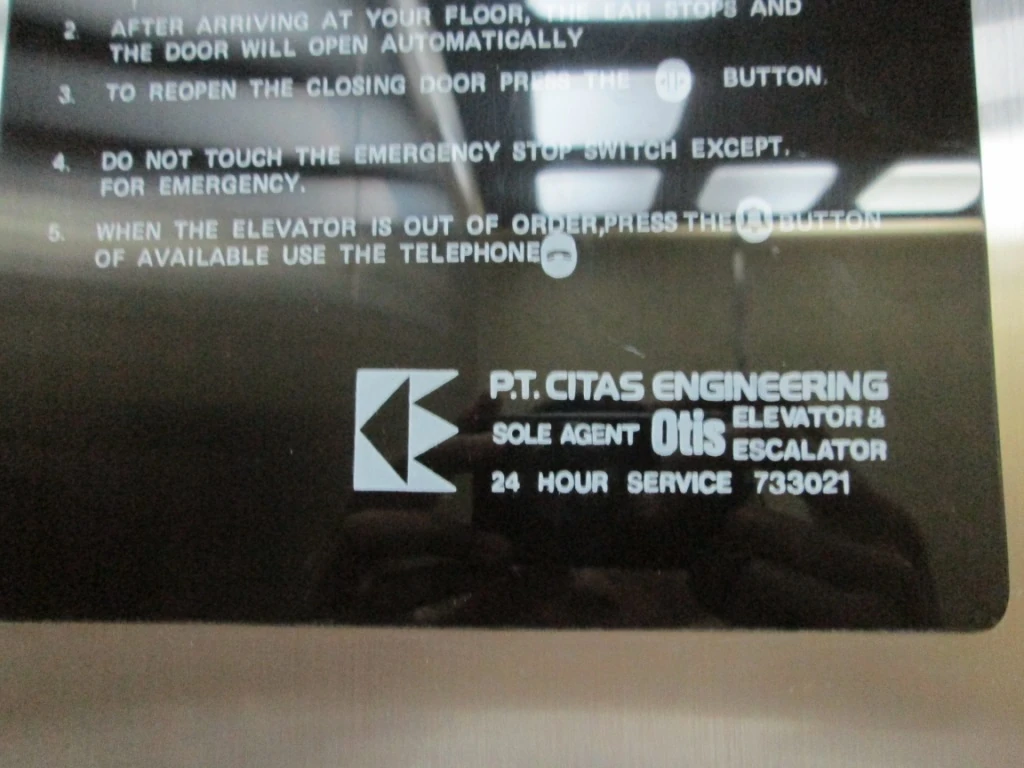 2. AFTER ARRIVING AT YOUR FLOOR, THE CAR STOPS AND
THE DOOR WILL OPEN AUTOMATICALLY
3. TO REOPEN THE CLOSING DOOR PRESS THE BUTTON.
4. DO NOT TOUCH THE EMERGENCY STOP SWITCH EXCEPT.
FOR EMERGENCY.
5. WHEN THE ELEVATOR IS OUT OF ORDER,PRESS THE BUTTON
OF AVAILABLE USE THE TELEPHONE
P.T. CITAS ENGINEERING
SOLE AGENT Otis ELEVATOR &
ESCALATOR
24 HOUR SERVICE 733021